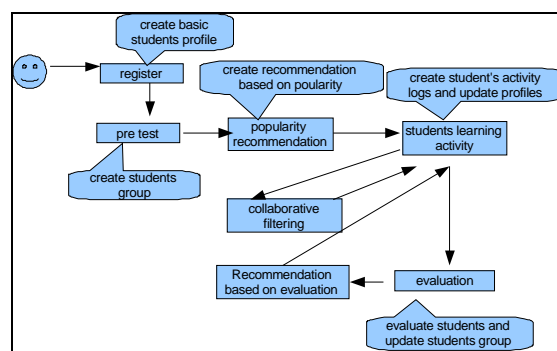 create basic
students profile
register
create recommendation
based on poularity
create student's activity
logs and update profiles
pre test
popularity
recommendation
students learning
activity
create students
group
collaborative
filtering
Recommendation
based on evaluation
evaluation
evaluate students and
update students group